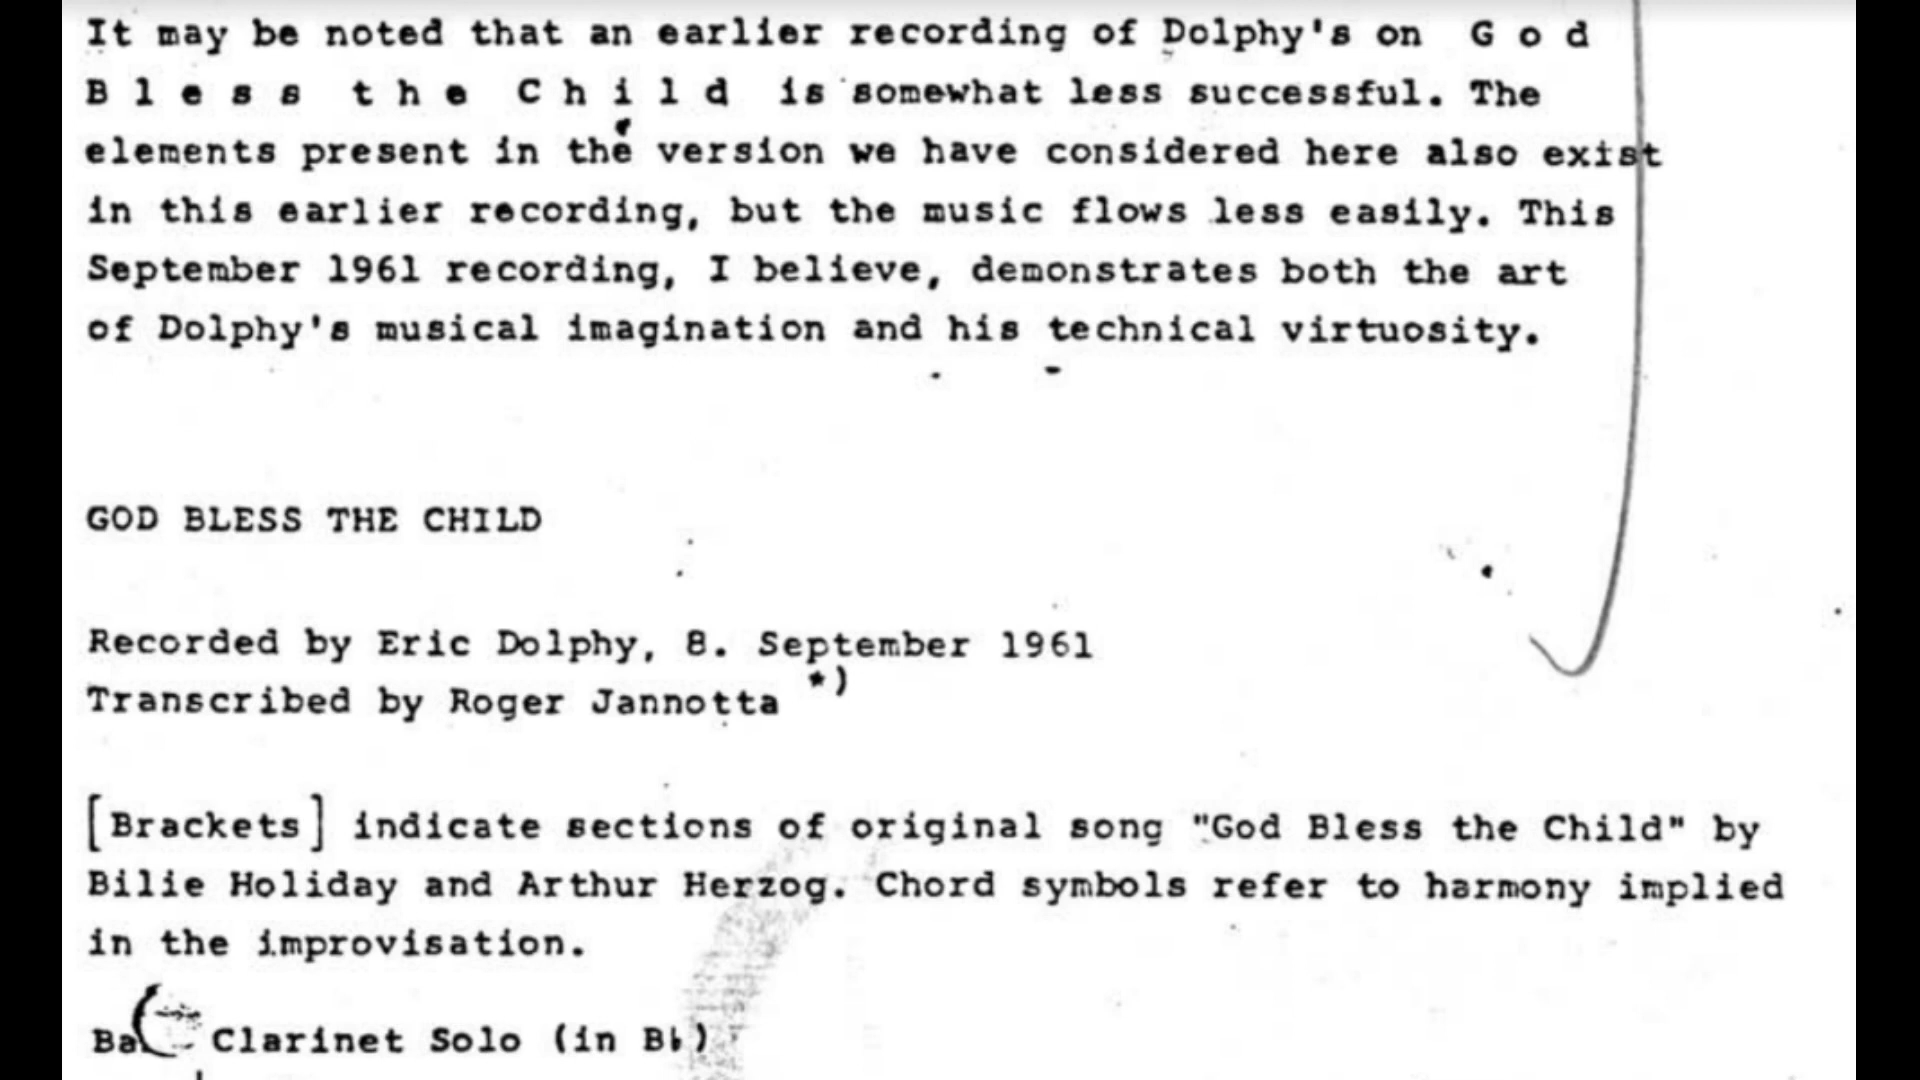 It may be noted that an earlier recording of Dolphy's on G o d
B l e s s t h e C h i l d is somewhat less successful. The
elements present in the version we have considered here also exist
in this earlier recording, but the music flows less easily. This
September 1961 recording, I believe, demonstrates both the art
of Dolphy's musical imagination and his technical virtuosity.
GOD BLESS THE CHILD
Recorded by Eric Dolphy, 8. September 1961
Transcribed by Roger Jannotta *)
[Brackets] indicate sections of original song "God Bless the Child" by
Bilie Holiday and Arthur Herzog. Chord symbols refer to harmony implied
in the improvisation.
Clarinet Solo (in B♭)